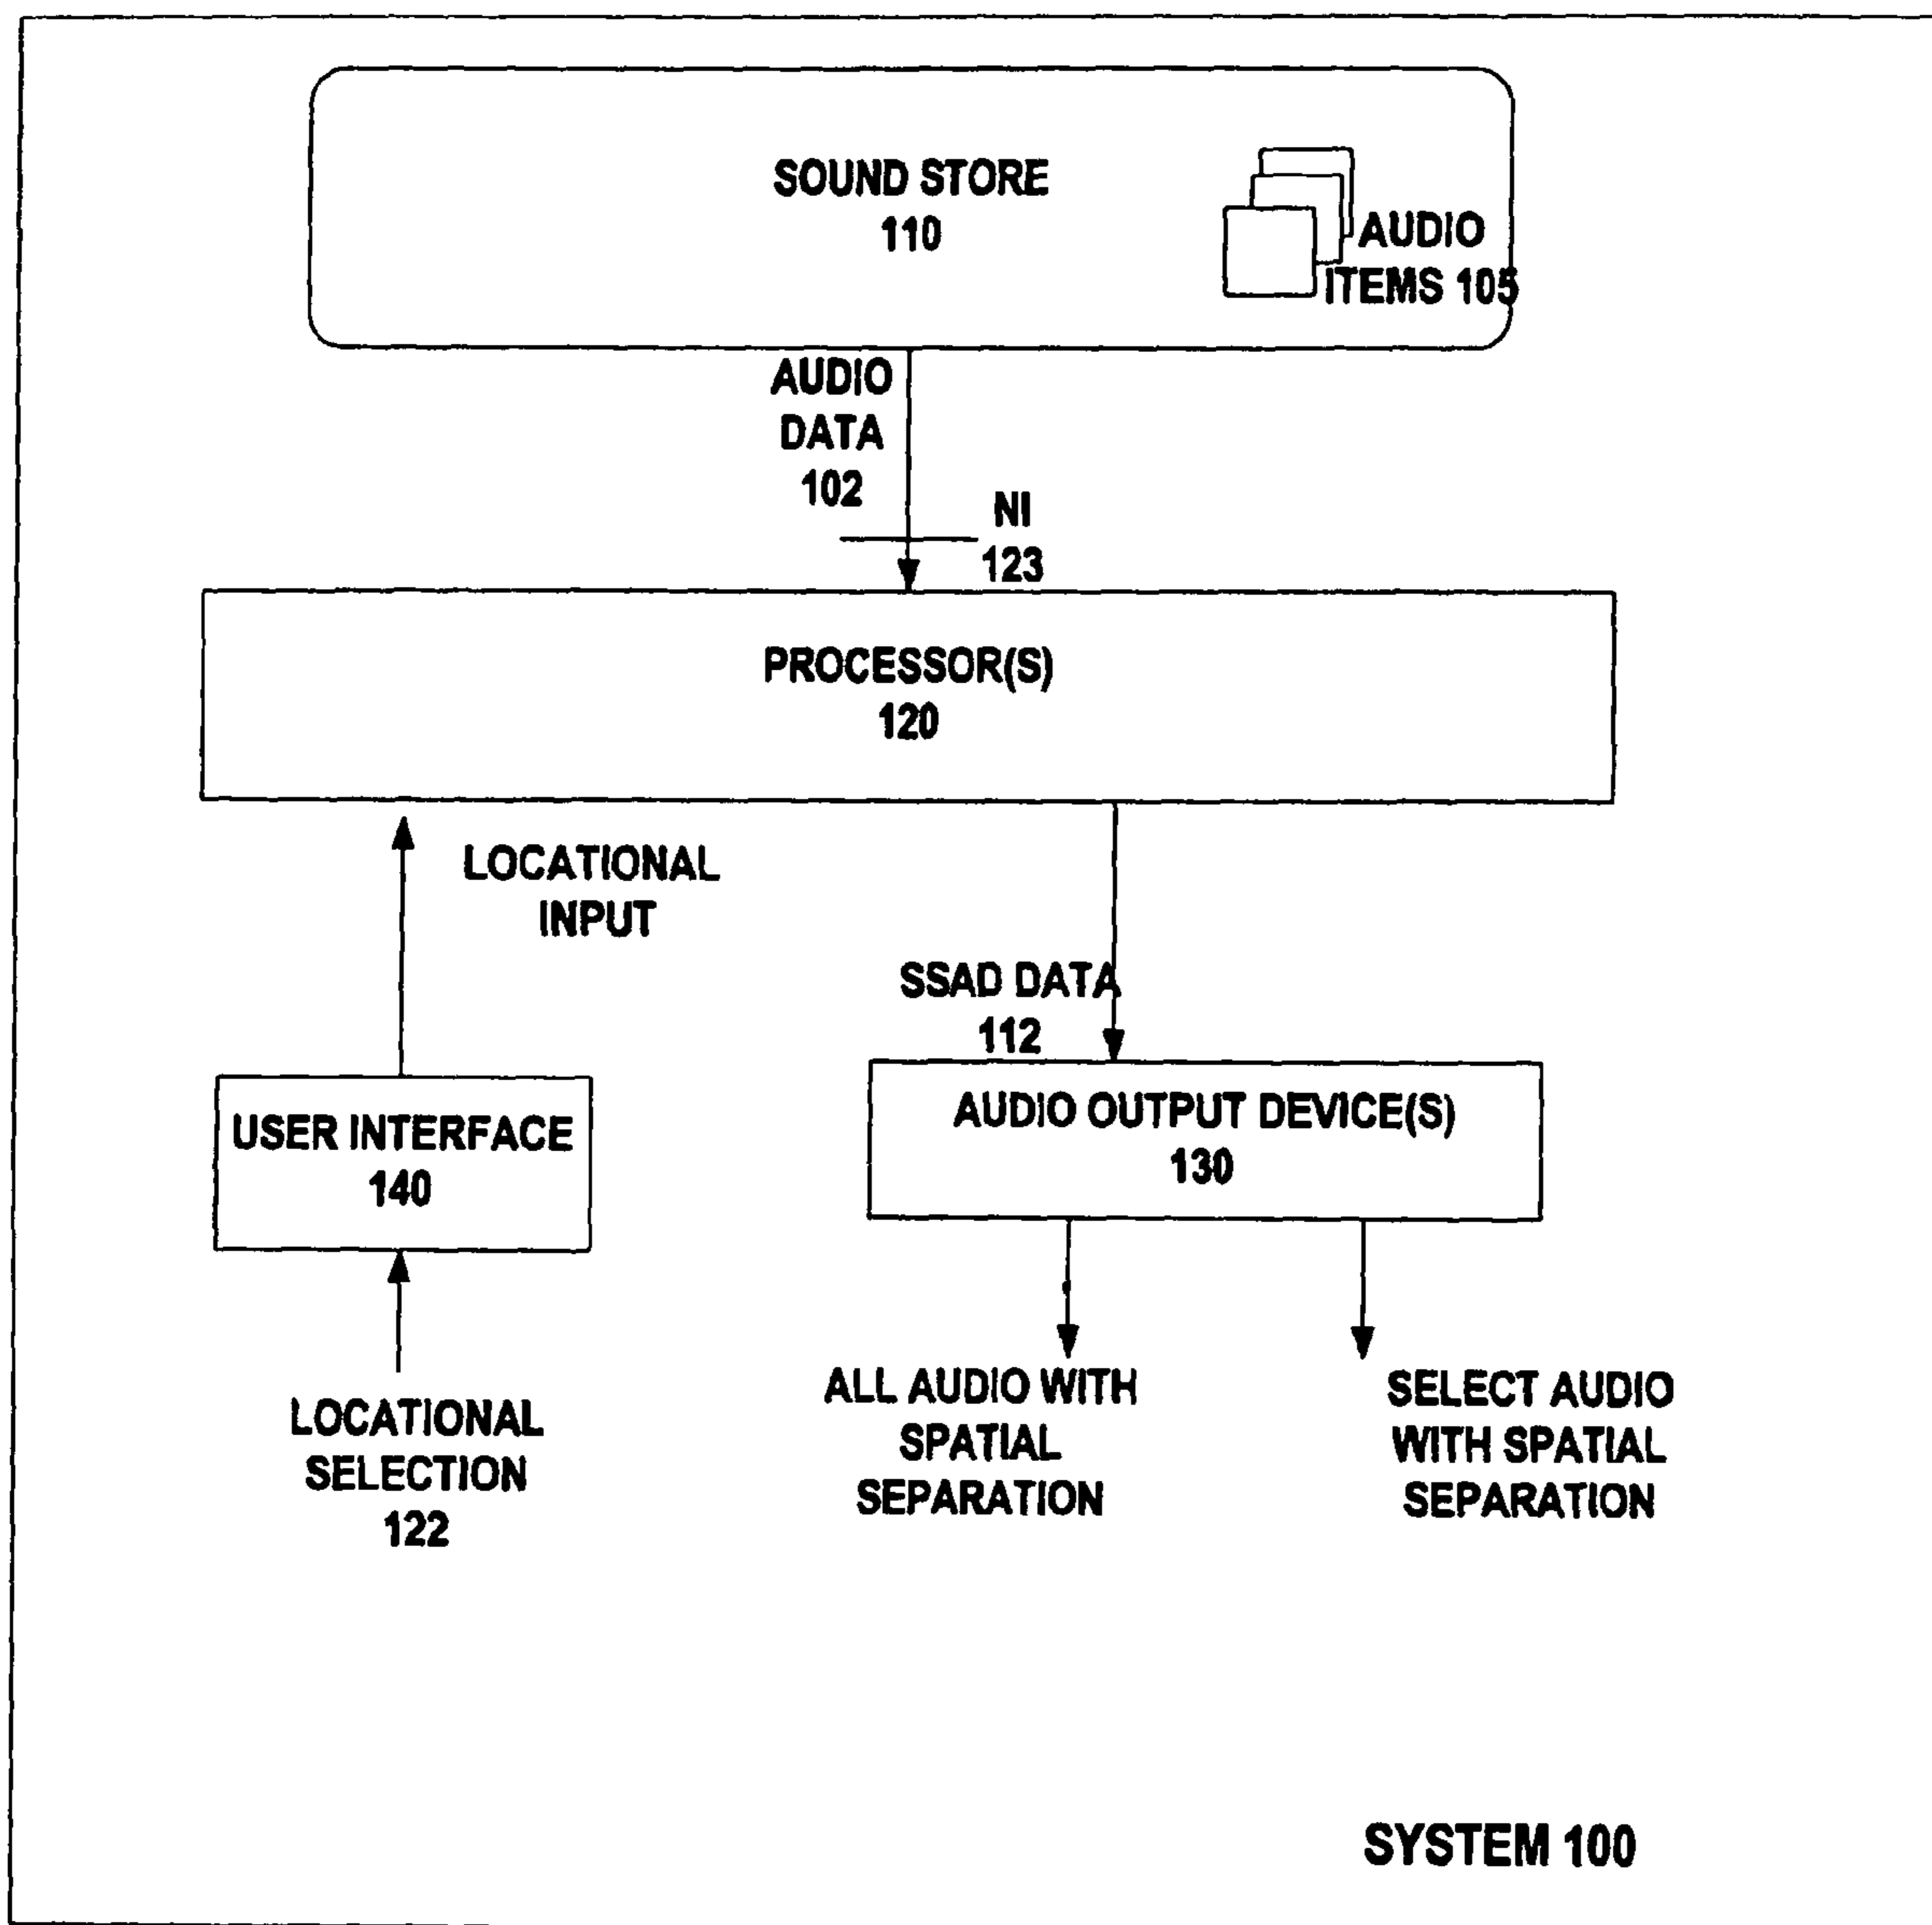 SOUND STORE
110
AUDIO
ITEMS 105
AUDIO
DATA
102
NI
123
PROCESSOR(S)
120
LOCATIONAL
INPUT
SSAD DATA
112
USER INTERFACE
140
AUDIO OUTPUT DEVICE(S)
130
LOCATIONAL
SELECTION
122
ALL AUDIO WITH
SPATIAL
SEPARATION
SELECT AUDIO
WITH SPATIAL
SEPARATION
SYSTEM 100